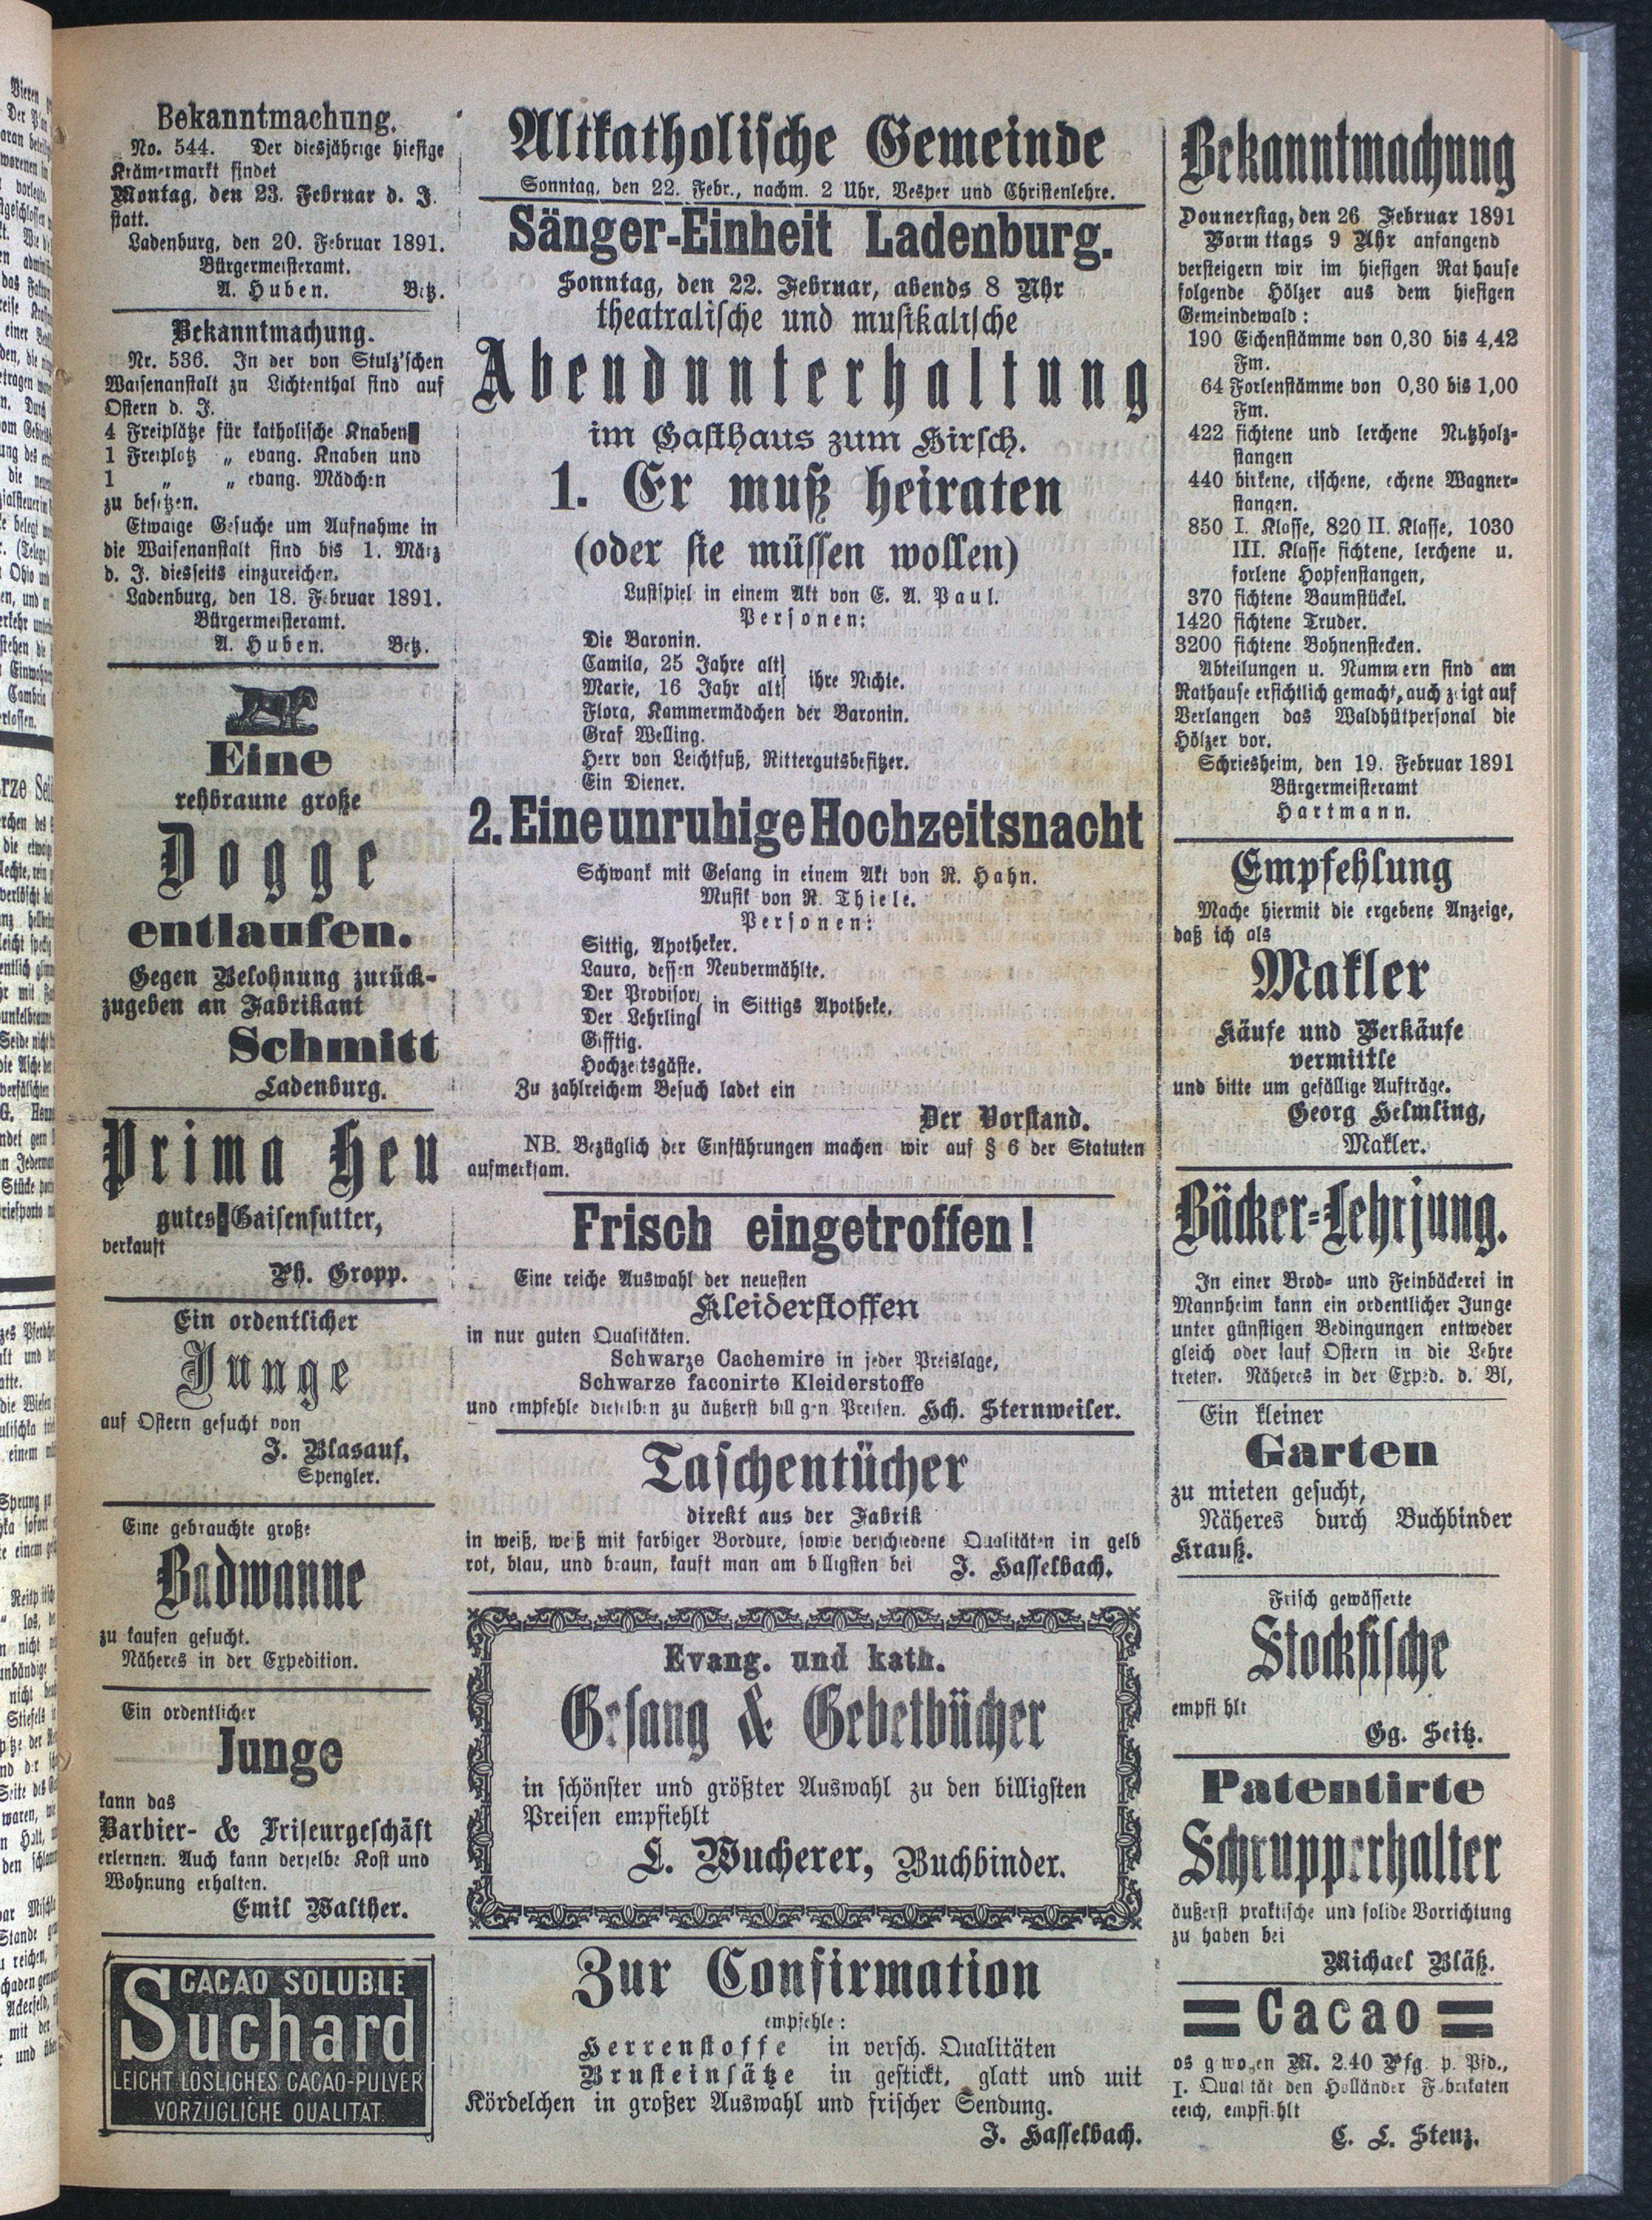 Bekanntmachung.
No. 544. Der diesjährige hiesige
Krämermarkt findet
Montag, den 23. Februar d. J.
statt.
Ladenburg, den 20. Februar 1891.
Bürgermeisteramt.
A. Huben. Betz.
Bekanntmachung.
Nr. 536. In der von Stulz'schen
Waisenanstalt zu Lichtenthal sind auf
Ostern d. J.
4 Freiplätze für katholische Knaben
1 Freiplotz „ evang. Knaben und
1 „ „ evang. Mädchen
zu besetzen.
Etwaige Gesuche um Aufnahme in
die Waisenanstalt sind bis 1. März
d. J. diesseits einzureichen.
Ladenburg, den 18. Februar 1891.
Bürgermeisteramt.
A. Huben. Betz.
Eine
rehbraune große
Dogge
entlaufen.
Gegen Belohnung zurück-
zugeben an Fabrikant
Schmitt
Ladenburg.
Prima Heu
gutes Gaisenfutter,
verkauft
Ph. Gropp.
Ein ordentlicher
Junge
auf Ostern gesucht von
J. Blasauf,
Spengler.
Eine gebrauchte große
Badwanne
zu kaufen gesucht.
Näheres in der Expedition.
Ein ordentlicher
Junge
kann das
Barbier- & Friseurgeschäft
erlernen. Auch kann derselbe Kost und
Wohnung erhalten.
Emil Walther.
CACAO SOLUBLE
Suchard
LEICHT LÖSLICHES CACAO-PULVER
VORZÜGLICHE QUALITÄT.
Altkatholische Gemeinde
Sonntag, den 22. Febr., nachm. 2 Uhr, Vesper und Christenlehre.
Sänger-Einheit Ladenburg.
Sonntag, den 22. Februar, abends 8 Uhr
theatralische und musikalische
Abendunterhaltung
im Gasthaus zum Hirsch.
1. Er muß heiraten
(oder sie müssen wollen)
Lustspiel in einem Akt von E. A. Paul.
Personen:
Die Baronin.
Camila, 25 Jahre alt
Marie, 16 Jahr alt } ihre Nichte.
Flora, Kammermädchen der Baronin.
Graf Welling.
Herr von Leichtfuß, Rittergutsbesitzer.
Ein Diener.
2. Eine unruhige Hochzeitsnacht
Schwank mit Gesang in einem Akt von R. Hahn.
Musik von R. Thiele.
Personen:
Sittig, Apotheker.
Laura, dessen Neuvermählte.
Der Provisor,
Der Lehrling } in Sittigs Apotheke.
Gifftig.
Hochzeitsgäste.
Zu zahlreichem Besuch ladet ein
Der Vorstand.
NB. Bezüglich der Einführungen machen wir auf § 6 der Statuten
aufmerksam.
Frisch eingetroffen!
Eine reiche Auswahl der neuesten
Kleiderstoffen
in nur guten Qualitäten.
Schwarze Cachemire in jeder Preislage,
Schwarze faconirte Kleiderstoffe
und empfehle dieselben zu äußerst billigen Preisen. Hch. Sternweiler.
Taschentücher
direkt aus der Fabrik
in weiß, weiß mit farbiger Bordure, sowie verschiedene Qualitäten in gelb
rot, blau, und braun, kauft man am billigsten bei J. Hasselbach.
Evang. und kath.
Gesang & Gebetbücher
in schönster und größter Auswahl zu den billigsten
Preisen empfiehlt
L. Wucherer, Buchbinder.
Zur Confirmation
empfehle:
Herrenstoffe in versch. Qualitäten
Brusteinsätze in gestickt, glatt und mit
Kördelchen in großer Auswahl und frischer Sendung.
J. Hasselbach.
Bekanntmachung
Donnerstag, den 26 Februar 1891
Vormittags 9 Uhr anfangend
versteigern wir im hiesigen Rathause
folgende Hölzer aus dem hiesigen
Gemeindewald:
190 Eichenstämme von 0,30 bis 4,42
Fm.
64 Forlenstämme von 0,30 bis 1,00
Fm.
422 fichtene und lerchene Nutzholz-
stangen
440 birkene, eischene, echene Wagner-
stangen.
850 I. Klasse, 820 II. Klasse, 1030
III. Klasse fichtene, lerchene u.
forlene Hopfenstangen,
370 fichtene Baumstückel.
1420 fichtene Truder.
3200 fichtene Bohnenstecken.
Abteilungen u. Nummern sind am
Rathause ersichtlich gemacht, auch zeigt auf
Verlangen das Waldhütpersonal die
Hölzer vor.
Schriesheim, den 19. Februar 1891
Bürgermeisteramt
Hartmann.
Empfehlung
Mache hiermit die ergebene Anzeige,
daß ich als
Makler
Käufe und Verkäufe
vermittle
und bitte um gefällige Aufträge.
Georg Helmling,
Makler.
Bäcker-Lehrjung.
In einer Brod- und Feinbäckerei in
Mannheim kann ein ordentlicher Junge
unter günstigen Bedingungen entweder
gleich oder auf Ostern in die Lehre
treten. Näheres in der Exped. d. Bl,
Ein kleiner
Garten
zu mieten gesucht,
Näheres durch Buchbinder
Krauß.
Frisch gewässerte
Stockfische
empfiehlt
Gg. Seitz.
Patentirte
Schrupperhalter
äußerst praktische und solide Vorrichtung
zu haben bei
Michael Bläß.
Cacao
los gewogen M. 2.40 Pfg. p. Pfd.,
I. Qualität den Holländer Fabrikaten
empfiehlt
C. L. Stenz.